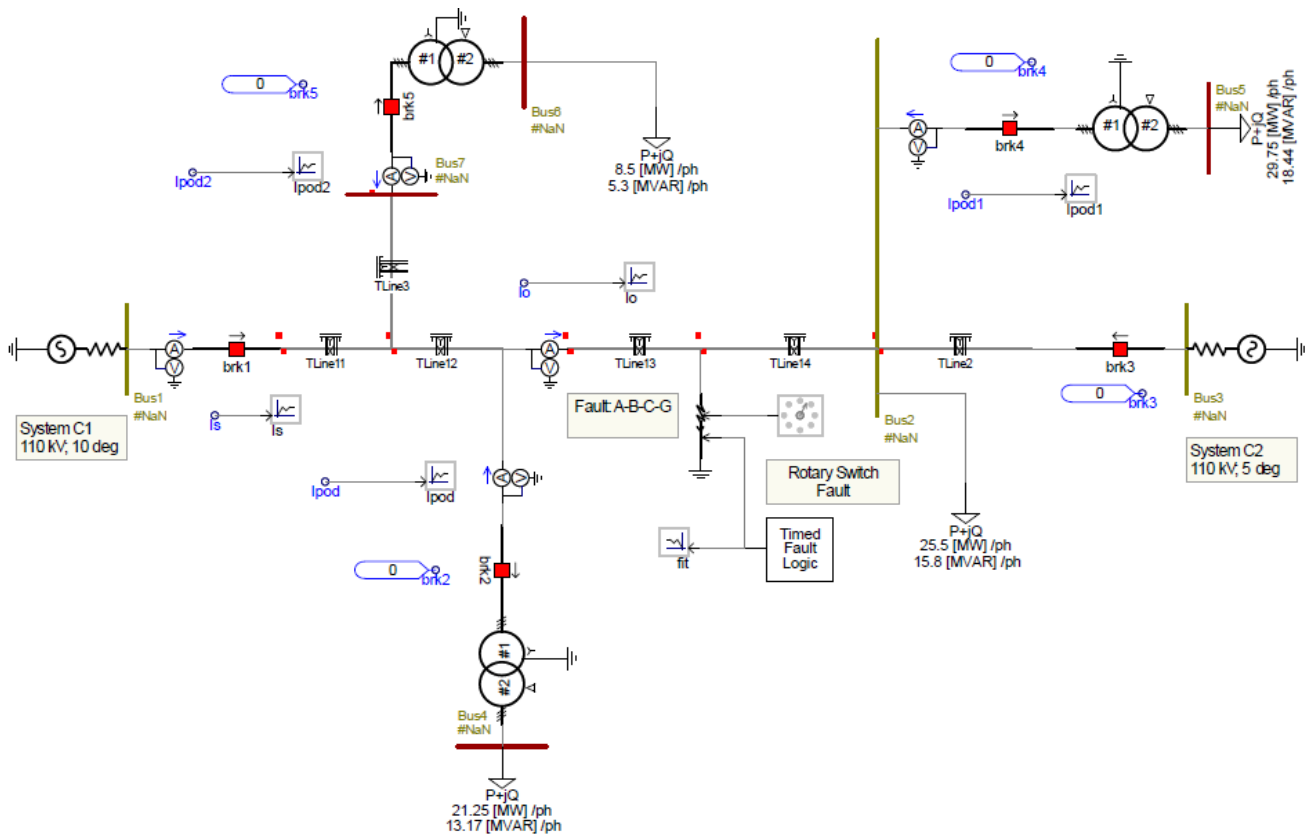 #1
#2
0
brk5
brk5
Bus6
#NaN
P+jQ
8.5 [MW] /ph
5.3 [MVAR] /ph
Ipod2
Ipod2
Bus7
#NaN
A
V
TLine3
0
brk4
A
V
brk4
#1
#2
Bus5
#NaN
P+jQ
29.75 [MW] /ph
18.44 [MVAR] /ph
Ipod1
Ipod1
Io
Io
A
V
brk1
TLine11
TLine12
A
V
TLine13
TLine14
TLine2
brk3
Bus1
#NaN
Is
Is
System C1
110 kV; 10 deg
Fault: A-B-C-G
Bus2
#NaN
0
brk3
Bus3
#NaN
System C2
110 kV; 5 deg
Rotary Switch
Fault
Ipod
Ipod
A
V
Timed
Fault
Logic
flt
P+jQ
25.5 [MW] /ph
15.8 [MVAR] /ph
0
brk2
brk2
#1
#2
Bus4
#NaN
P+jQ
21.25 [MW] /ph
13.17 [MVAR] /ph